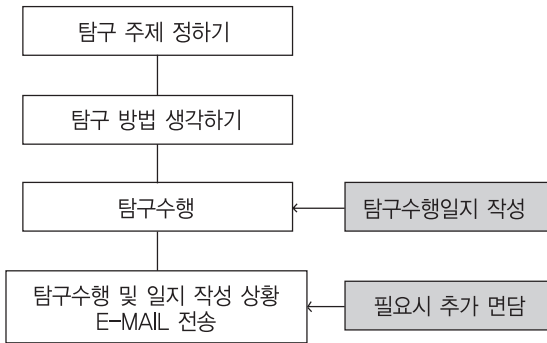 탐구 주제 정하기
탐구 방법 생각하기
탐구수행
탐구수행일지 작성
탐구수행 및 일지 작성 상황
E-MAIL 전송
필요시 추가 면담